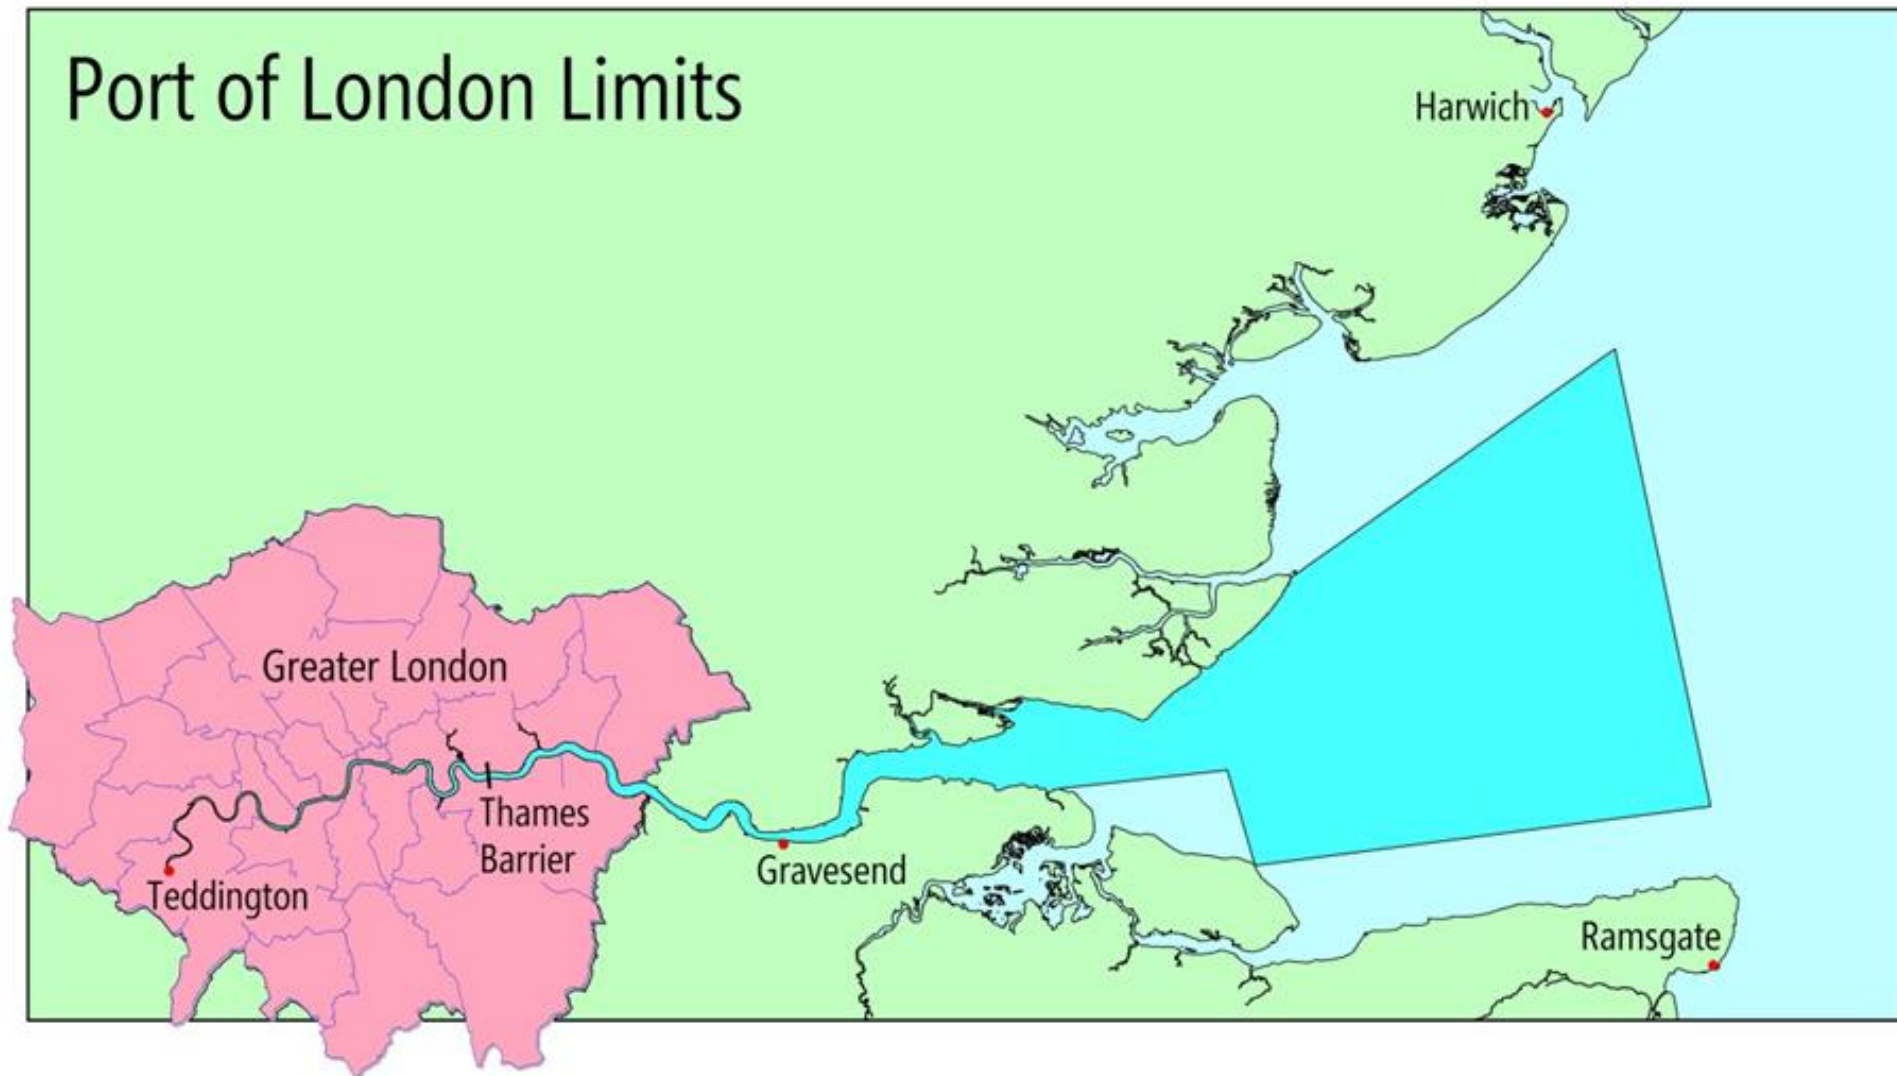 Port of London Limits
Harwich
Greater London
Thames
Barrier
Gravesend
Teddington
Ramsgate